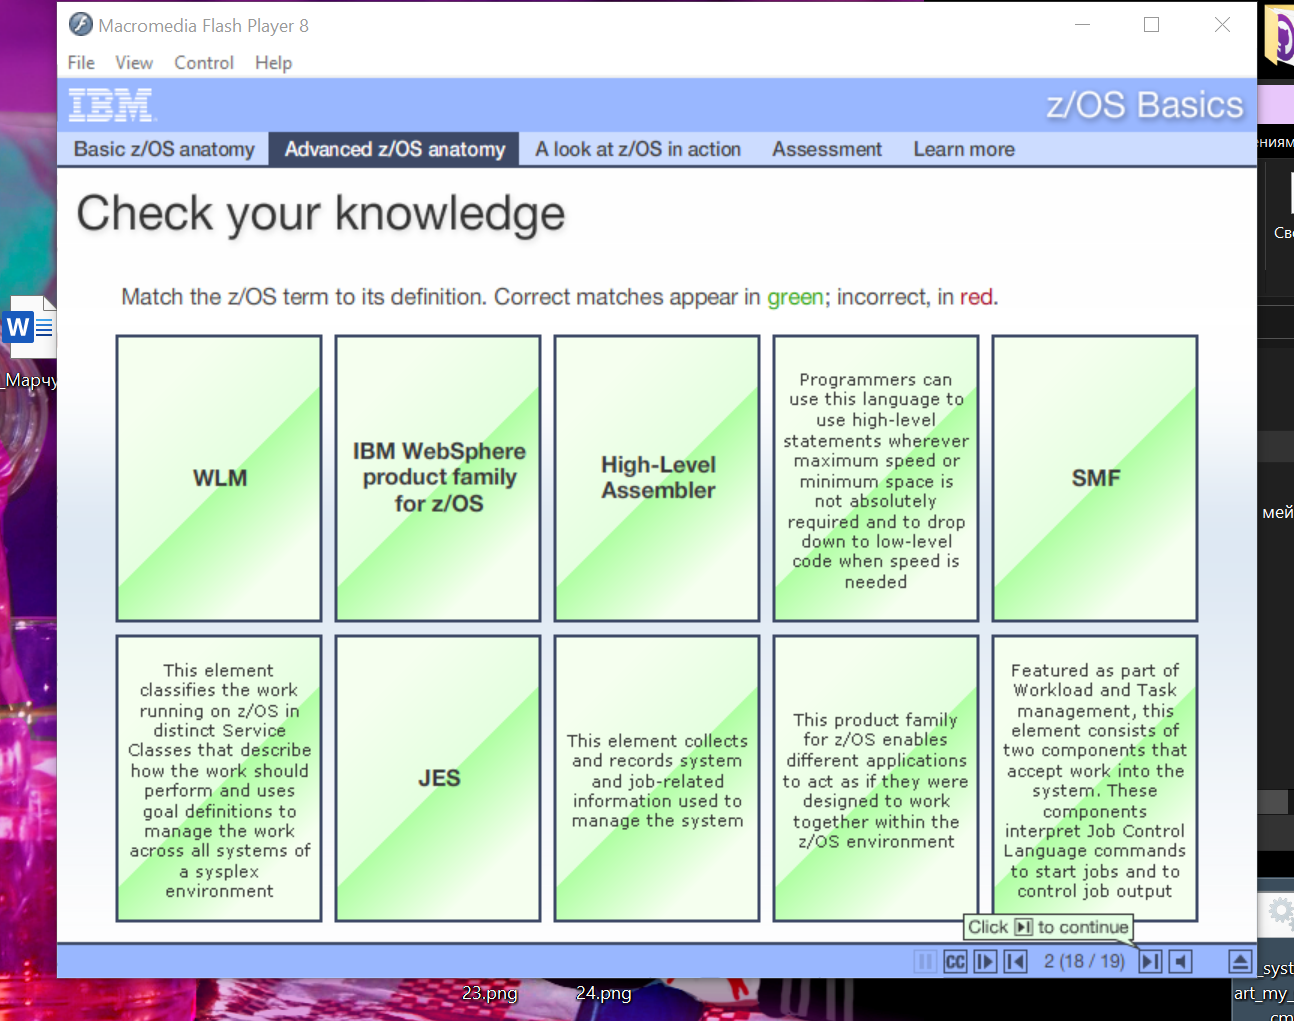 Macromedia Flash Player 8
File View Control Help
IBM
z/OS Basics
Basic z/OS anatomy
Advanced z/OS anatomy
A look at z/OS in action
Assessment
Learn more
Check your knowledge
Match the z/OS term to its definition. Correct matches appear in green; incorrect, in red.
WLM
IBM WebSphere
product family
for z/OS
High-Level
Assembler
Programmers can
use this language to
use high-level
statements wherever
maximum speed or
minimum space is
not absolutely
required and to drop
down to low-level
code when speed is
needed
SMF
This element
classifies the work
running on z/OS in
distinct Service
Classes that describe
how the work should
perform and uses
goal definitions to
manage the work
across all systems of
a sysplex
environment
JES
This element collects
and records system
and job-related
information used to
manage the system
This product family
for z/OS enables
different applications
to act as if they were
designed to work
together within the
z/OS environment
Featured as part of
Workload and Task
management, this
element consists of
two components that
accept work into the
system. These
components
interpret Job Control
Language commands
to start jobs and to
control job output
Click to continue
CC
2 (18 / 19)
W
_Марчу
ниям
Св
мей
23.png
24.png
_syst
art_my_
cm